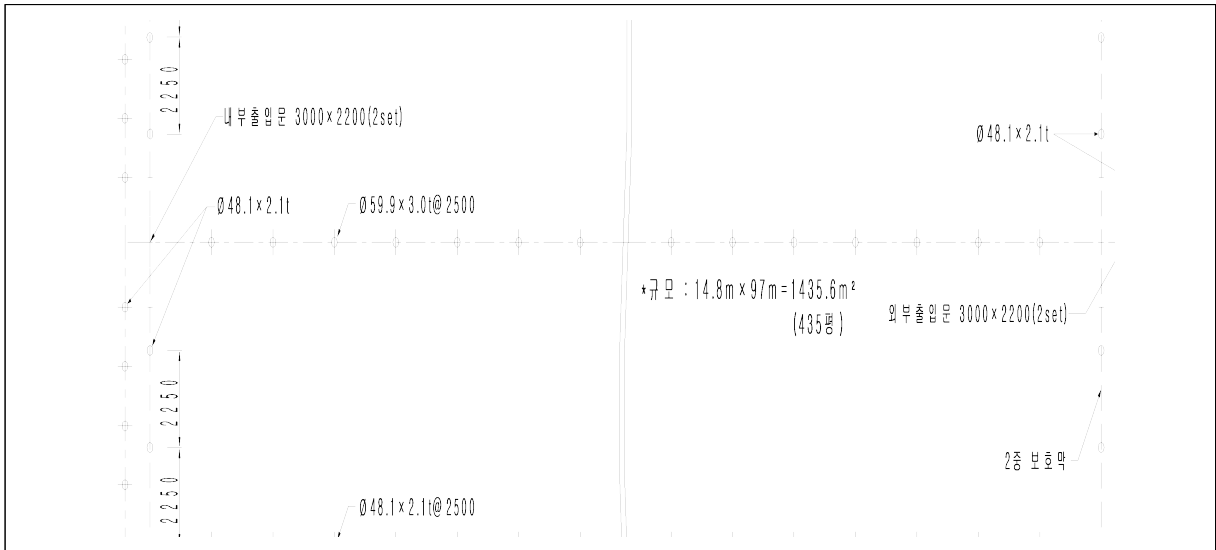 2250
내부출입문 3000×2200(2set)
Ø48.1×2.1t
Ø48.1×2.1t
Ø59.9×3.0t@2500
*규모 : 14.8m×97m=1435.6m²
(435평)
외부출입문 3000×2200(2set)
2250
2중 보호막
2250
Ø48.1×2.1t@2500